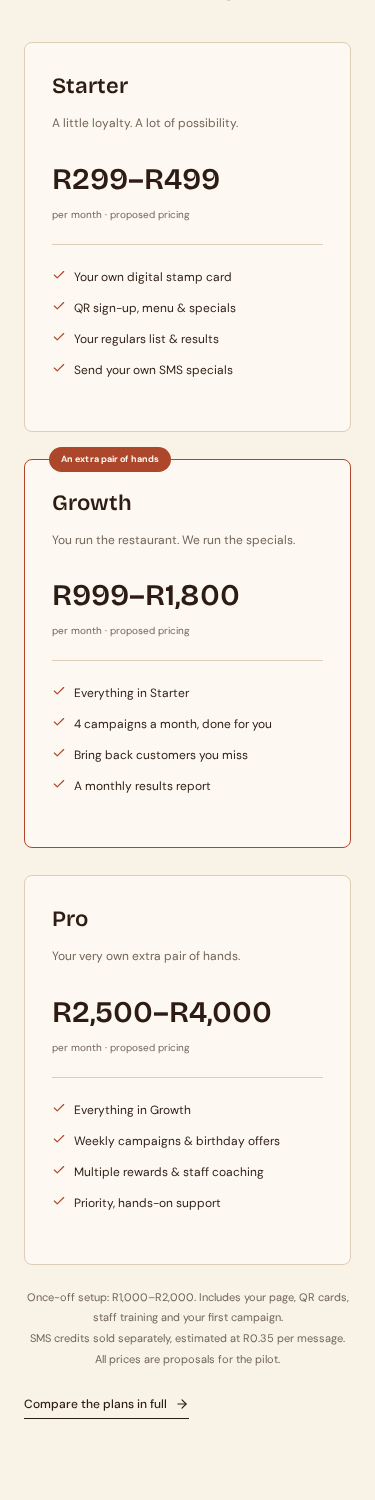 Starter
A little loyalty. A lot of possibility.
R299–R499
per month · proposed pricing
Your own digital stamp card
QR sign-up, menu & specials
Your regulars list & results
Send your own SMS specials
An extra pair of hands
Growth
You run the restaurant. We run the specials.
R999–R1,800
per month · proposed pricing
Everything in Starter
4 campaigns a month, done for you
Bring back customers you miss
A monthly results report
Pro
Your very own extra pair of hands.
R2,500–R4,000
per month · proposed pricing
Everything in Growth
Weekly campaigns & birthday offers
Multiple rewards & staff coaching
Priority, hands-on support
Once-off setup: R1,000–R2,000. Includes your page, QR cards,
staff training and your first campaign.
SMS credits sold separately, estimated at R0.35 per message.
All prices are proposals for the pilot.
Compare the plans in full →